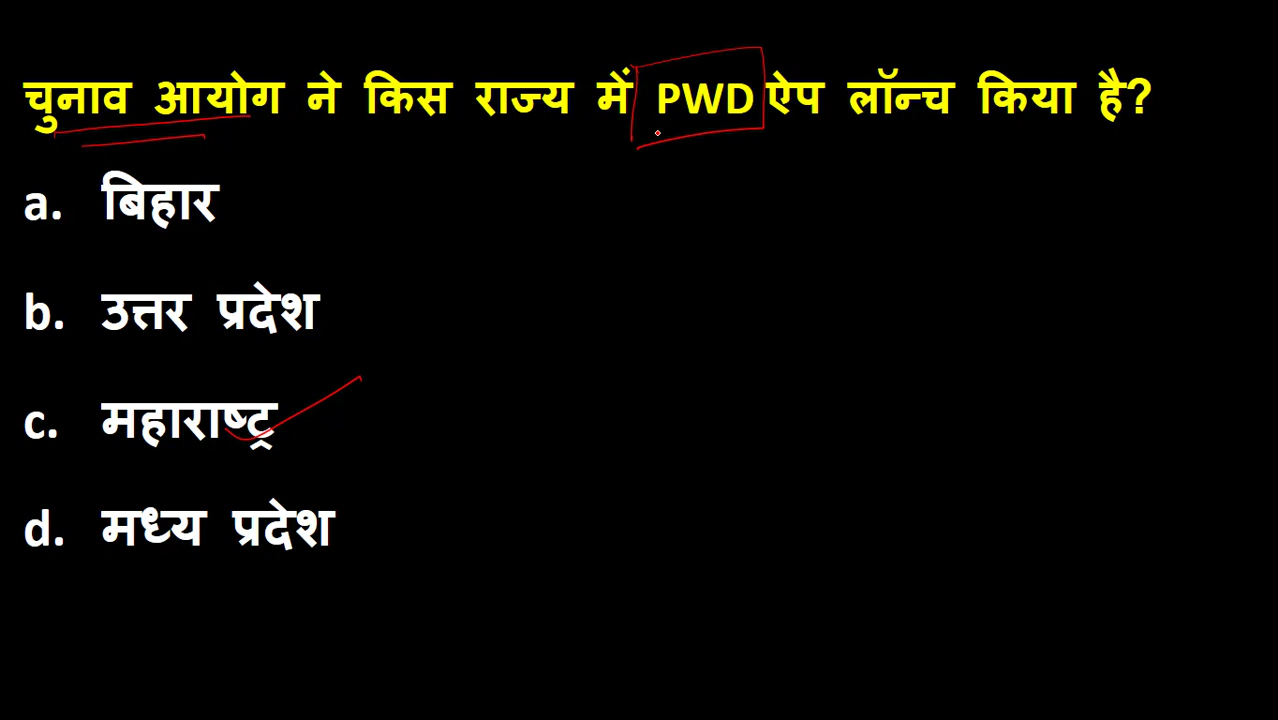 चुनाव आयोग ने किस राज्य में PWD ऐप लॉन्च किया है?
a. बिहार
b. उत्तर प्रदेश
c. महाराष्ट्र
d. मध्य प्रदेश